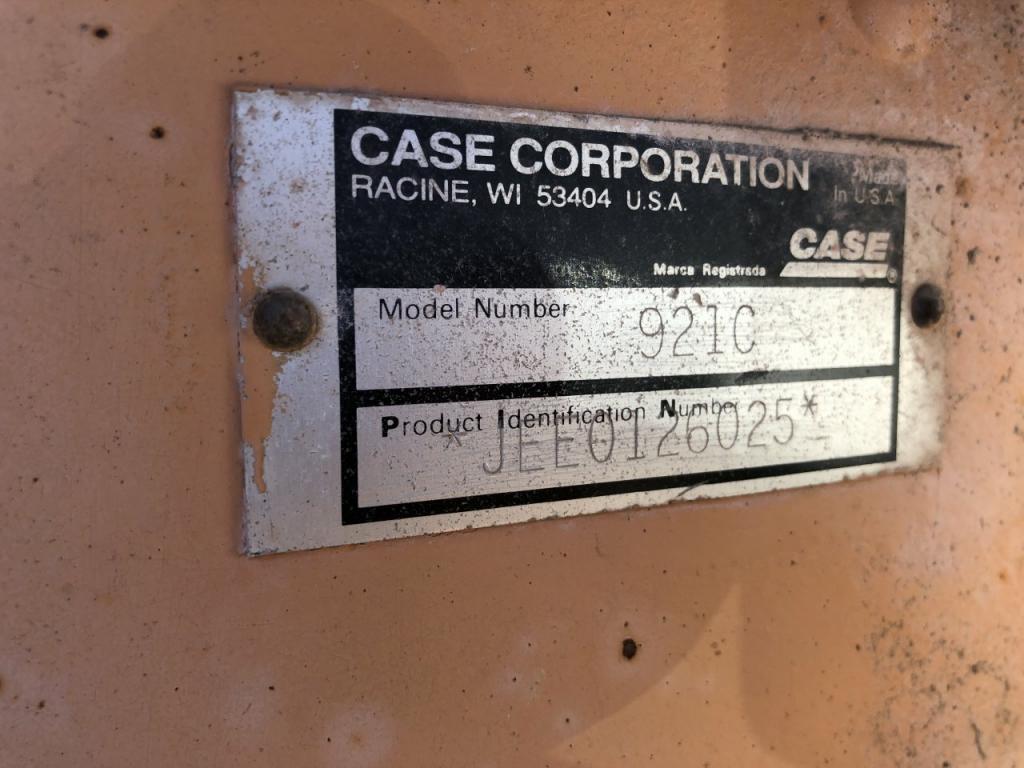 CASE CORPORATION
RACINE, WI 53404 U.S.A.
Made
In U.S.A.
CASE
Marca Registrada ®
Model Number 921C
Product Identification Number
*JEE0126025*